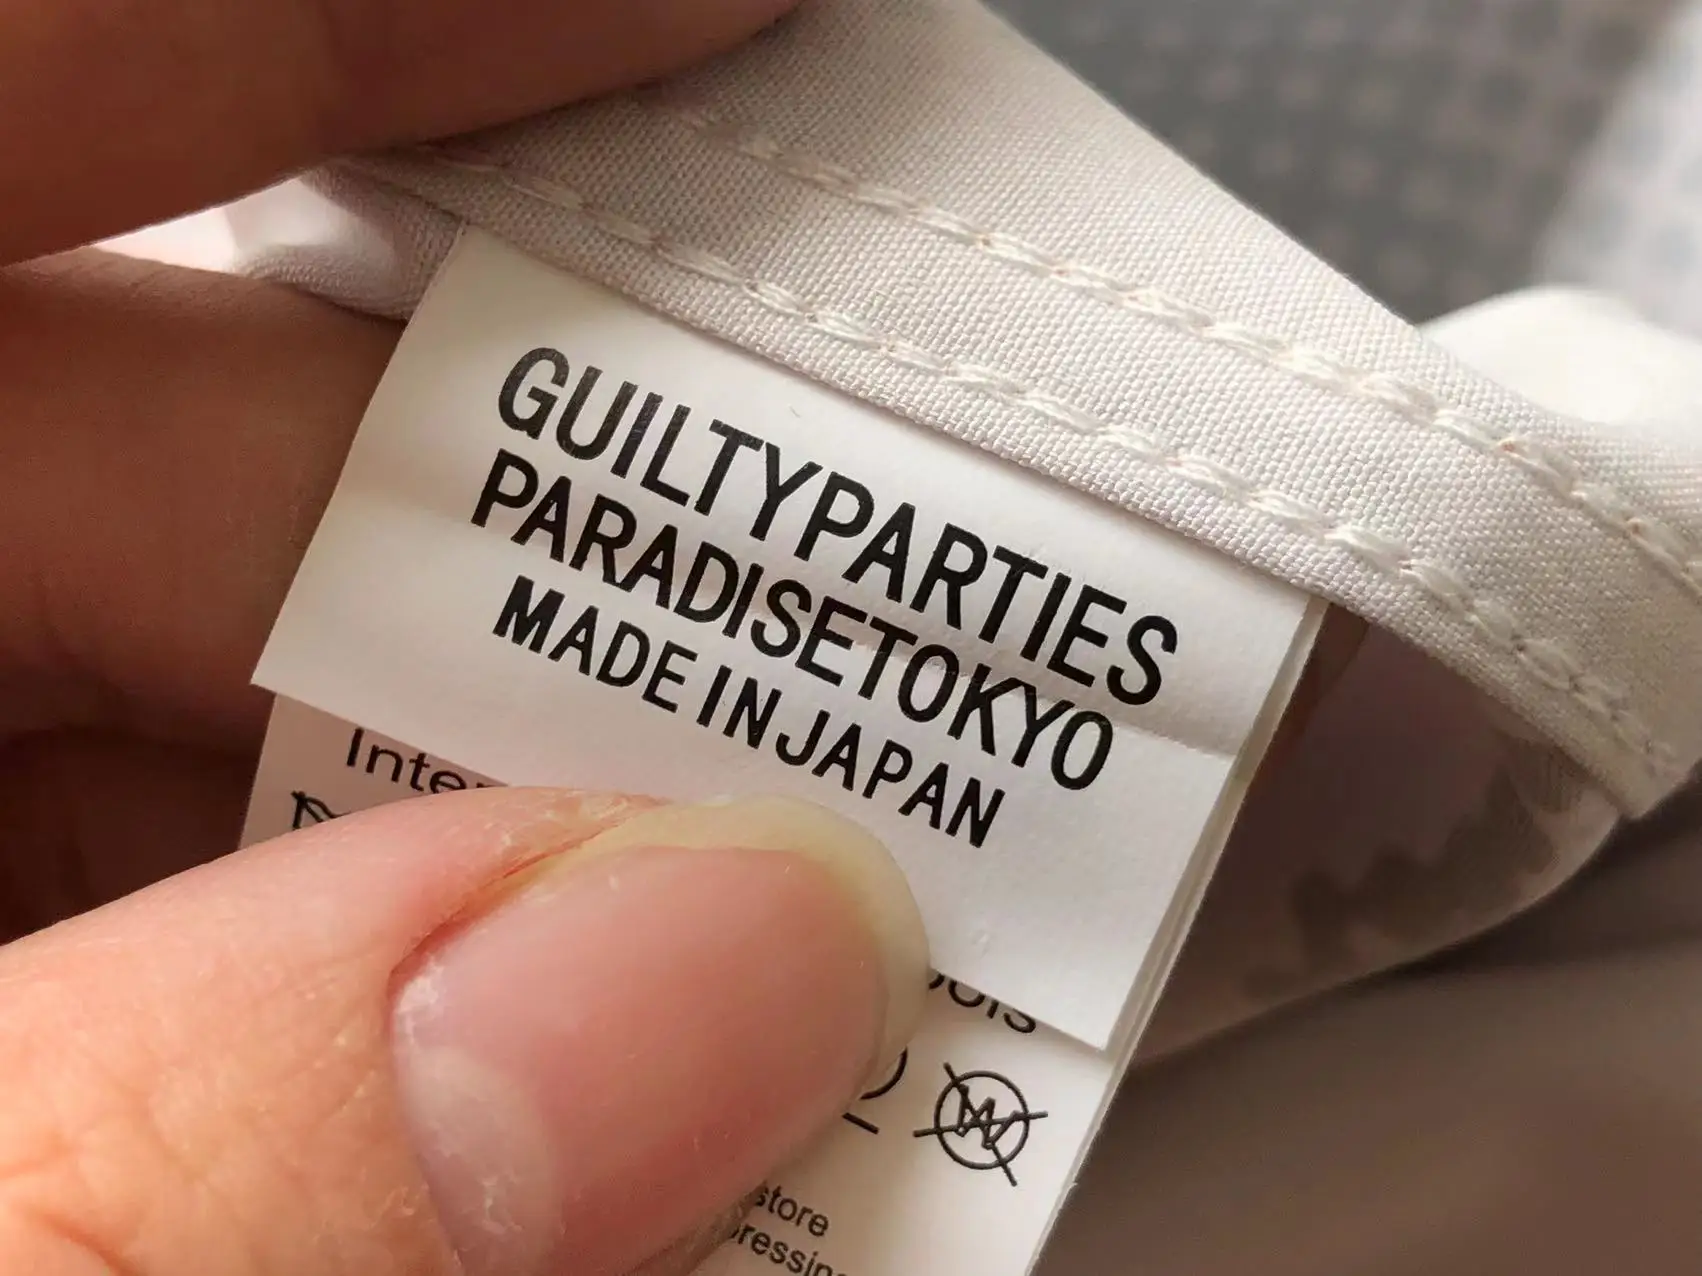 GUILTYPARTIES
PARADISETOKYO
MADE IN JAPAN
W